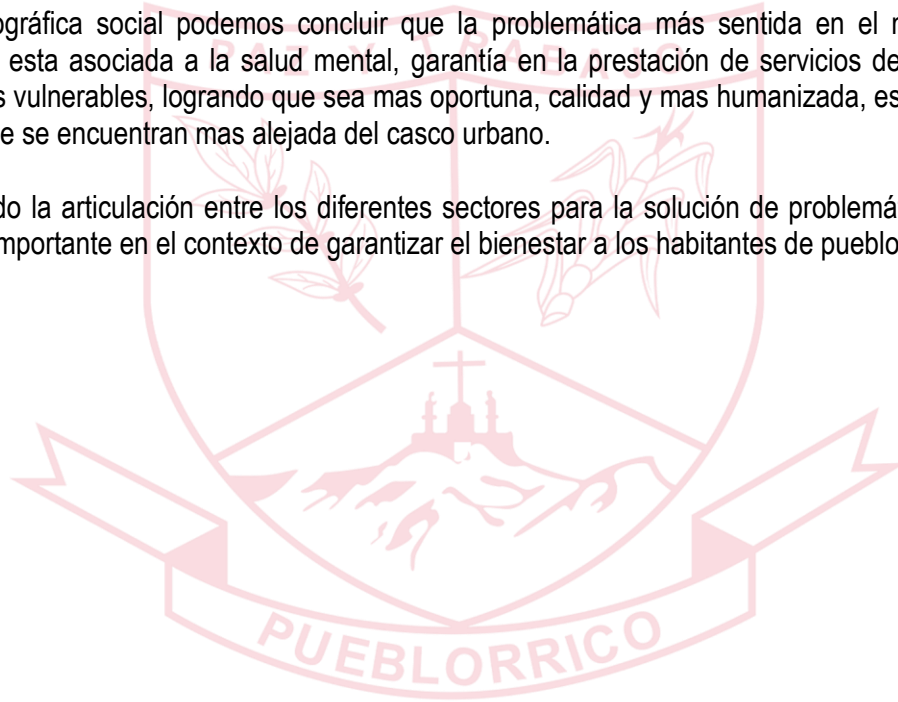 ográfica social podemos concluir que la problemática más sentida en el
esta asociada a la salud mental, garantía en la prestación de servicios de
s vulnerables, logrando que sea mas oportuna, calidad y mas humanizada, es
e se encuentran mas alejada del casco urbano.
do la articulación entre los diferentes sectores para la solución de problemá
mportante en el contexto de garantizar el bienestar a los habitantes de pueblo
PAZ Y TRABAJO
PUEBLORRICO